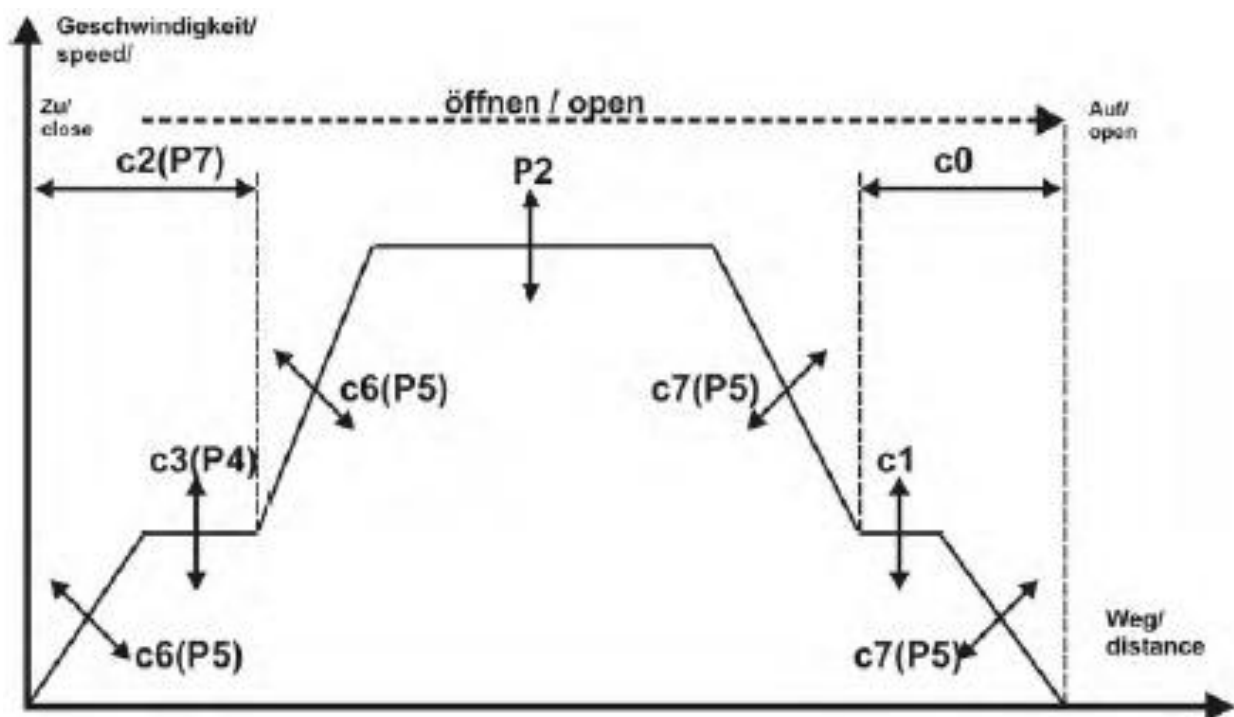 Geschwindigkeit/
speed/
Zu/
close
öffnen / open
Auf/
open
c2(P7)
P2
c0
c6(P5)
c7(P5)
c3(P4)
c1
c6(P5)
c7(P5)
Weg/
distance